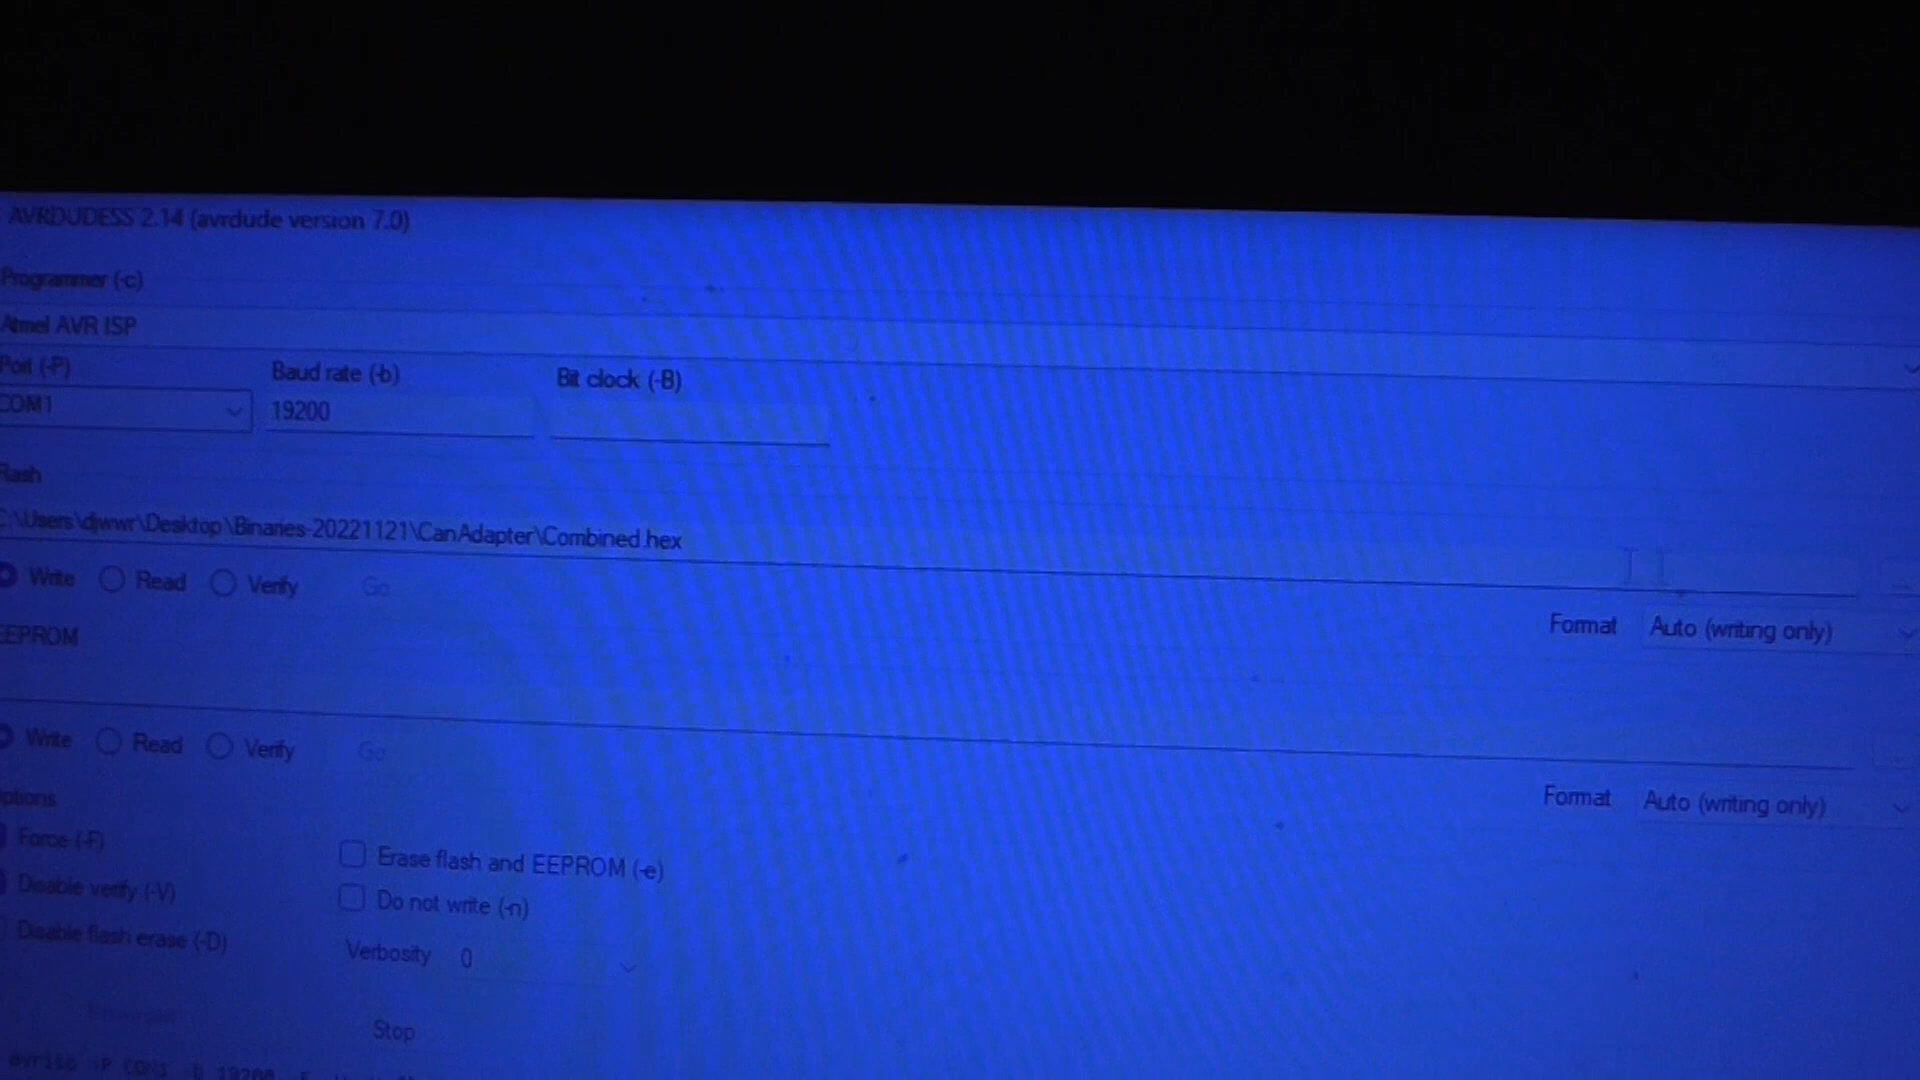 AVRDUDESS 2.14 (avrdude version 7.0)
Programmer (-c)
Atmel AVR ISP
Port (-P) Baud rate (-b) Bit clock (-B)
COM1 19200
Flash
C:\Users\djwwr\Desktop\Binaries-20221121\CanAdapter\Combined.hex
Write Read Verify Go
Format Auto (writing only)
EEPROM
Write Read Verify Go
Format Auto (writing only)
Options
Force (-F)
Erase flash and EEPROM (-e)
Disable verify (-V)
Do not write (-n)
Disable flash erase (-D)
Verbosity 0
Stop
avrisp -P COM1 -b 19200